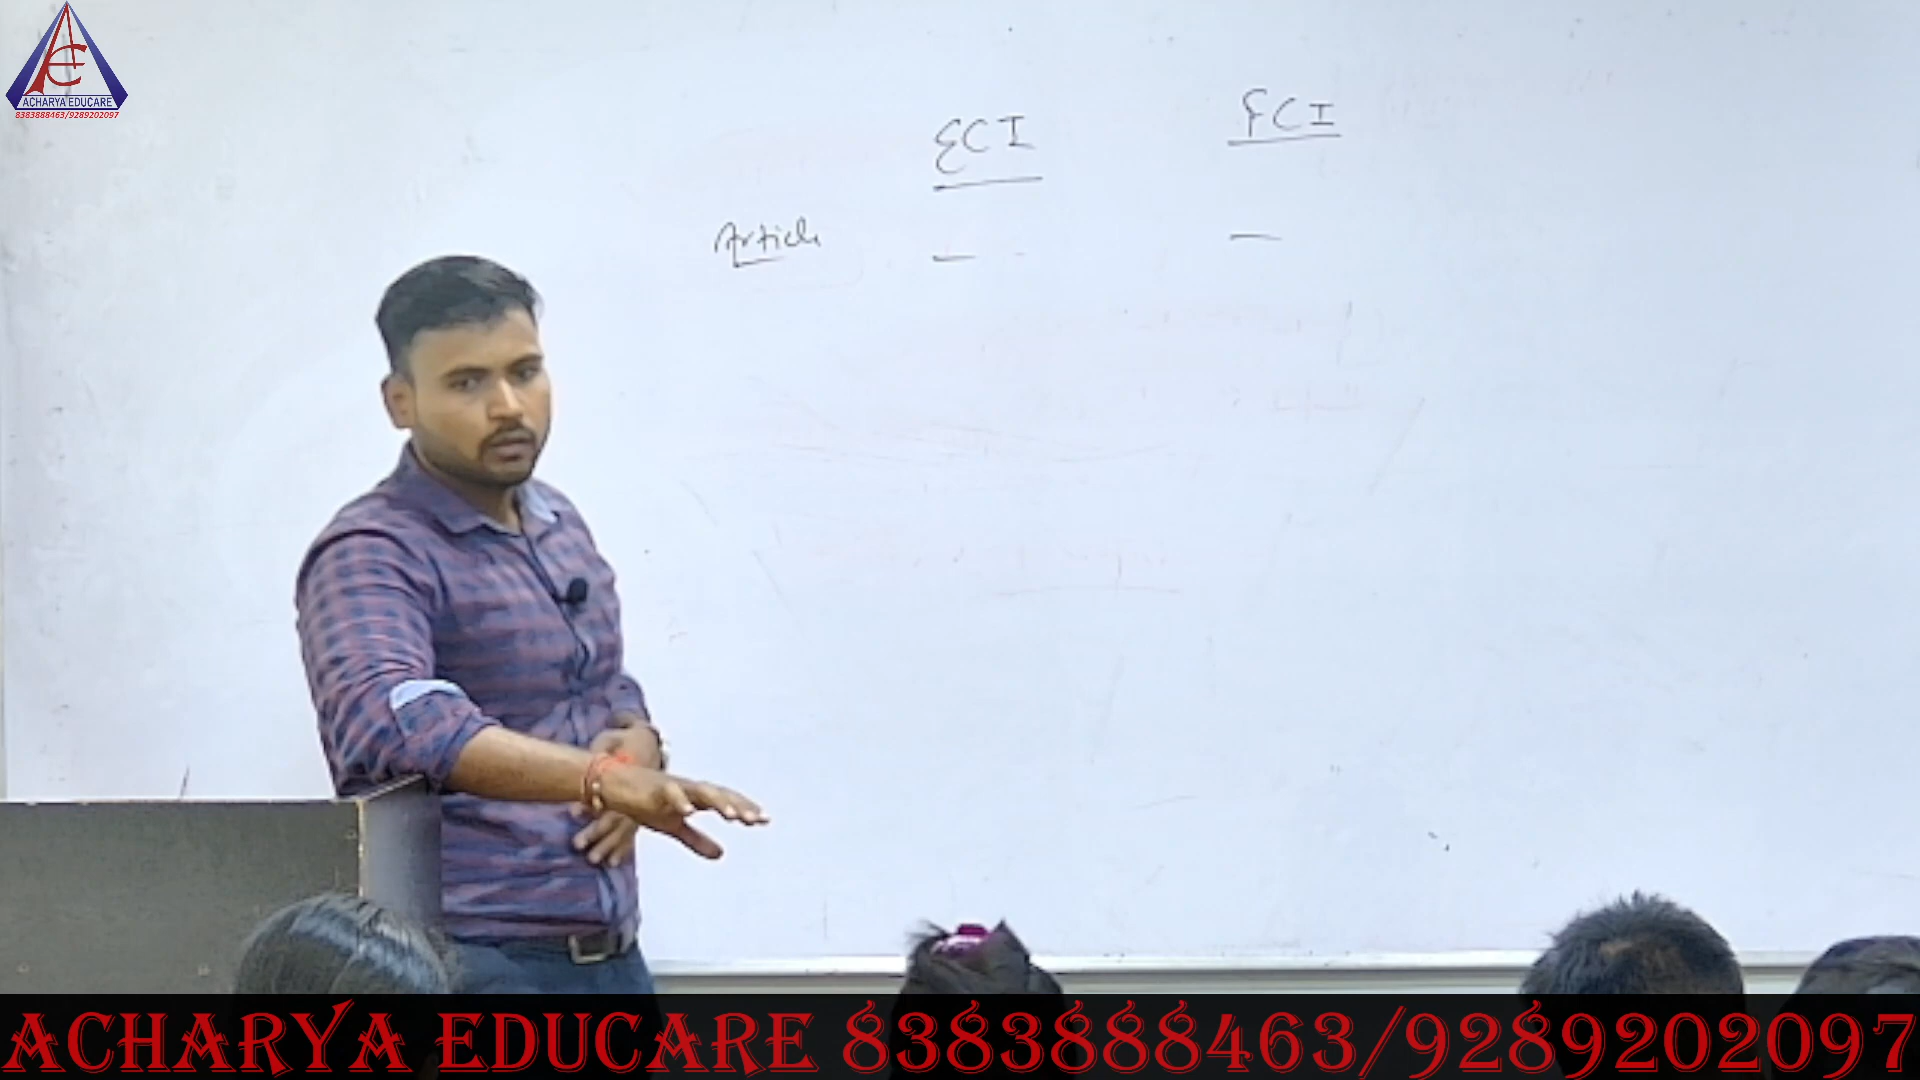 ACHARYA EDUCARE
8383888463/9289202097
ECI FCI
Article — —
ACHARYA EDUCARE 8383888463/9289202097